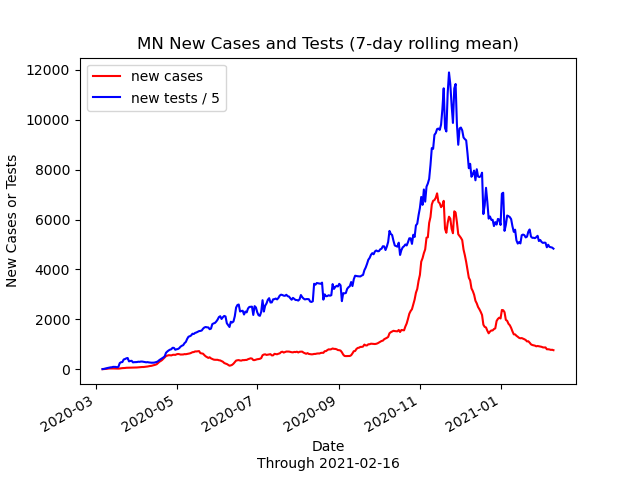 MN New Cases and Tests (7-day rolling mean)
new cases
new tests / 5
New Cases or Tests
12000
10000
8000
6000
4000
2000
0
2020-03
2020-05
2020-07
2020-09
2020-11
2021-01
Date
Through 2021-02-16